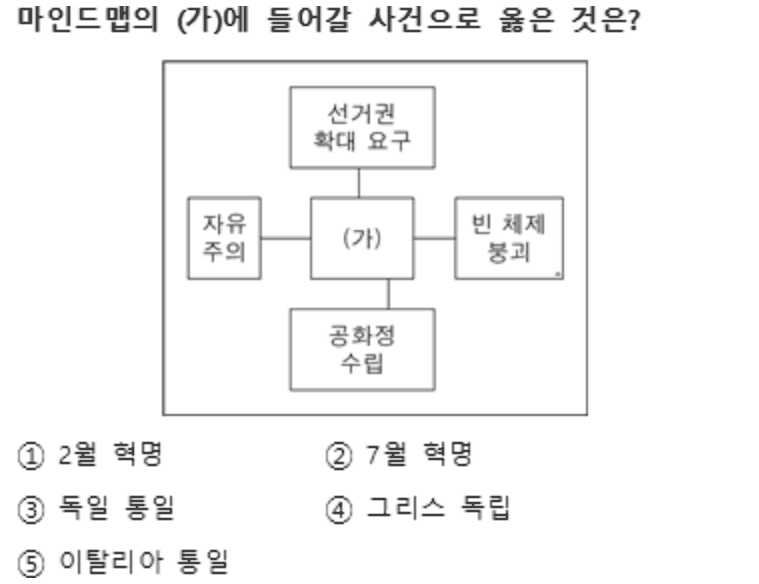 마인드맵의 (가)에 들어갈 사건으로 옳은 것은?
선거권
확대 요구
자유
주의
(가)
빈 체제
붕괴
공화정
수립
① 2월 혁명
② 7월 혁명
③ 독일 통일
④ 그리스 독립
⑤ 이탈리아 통일